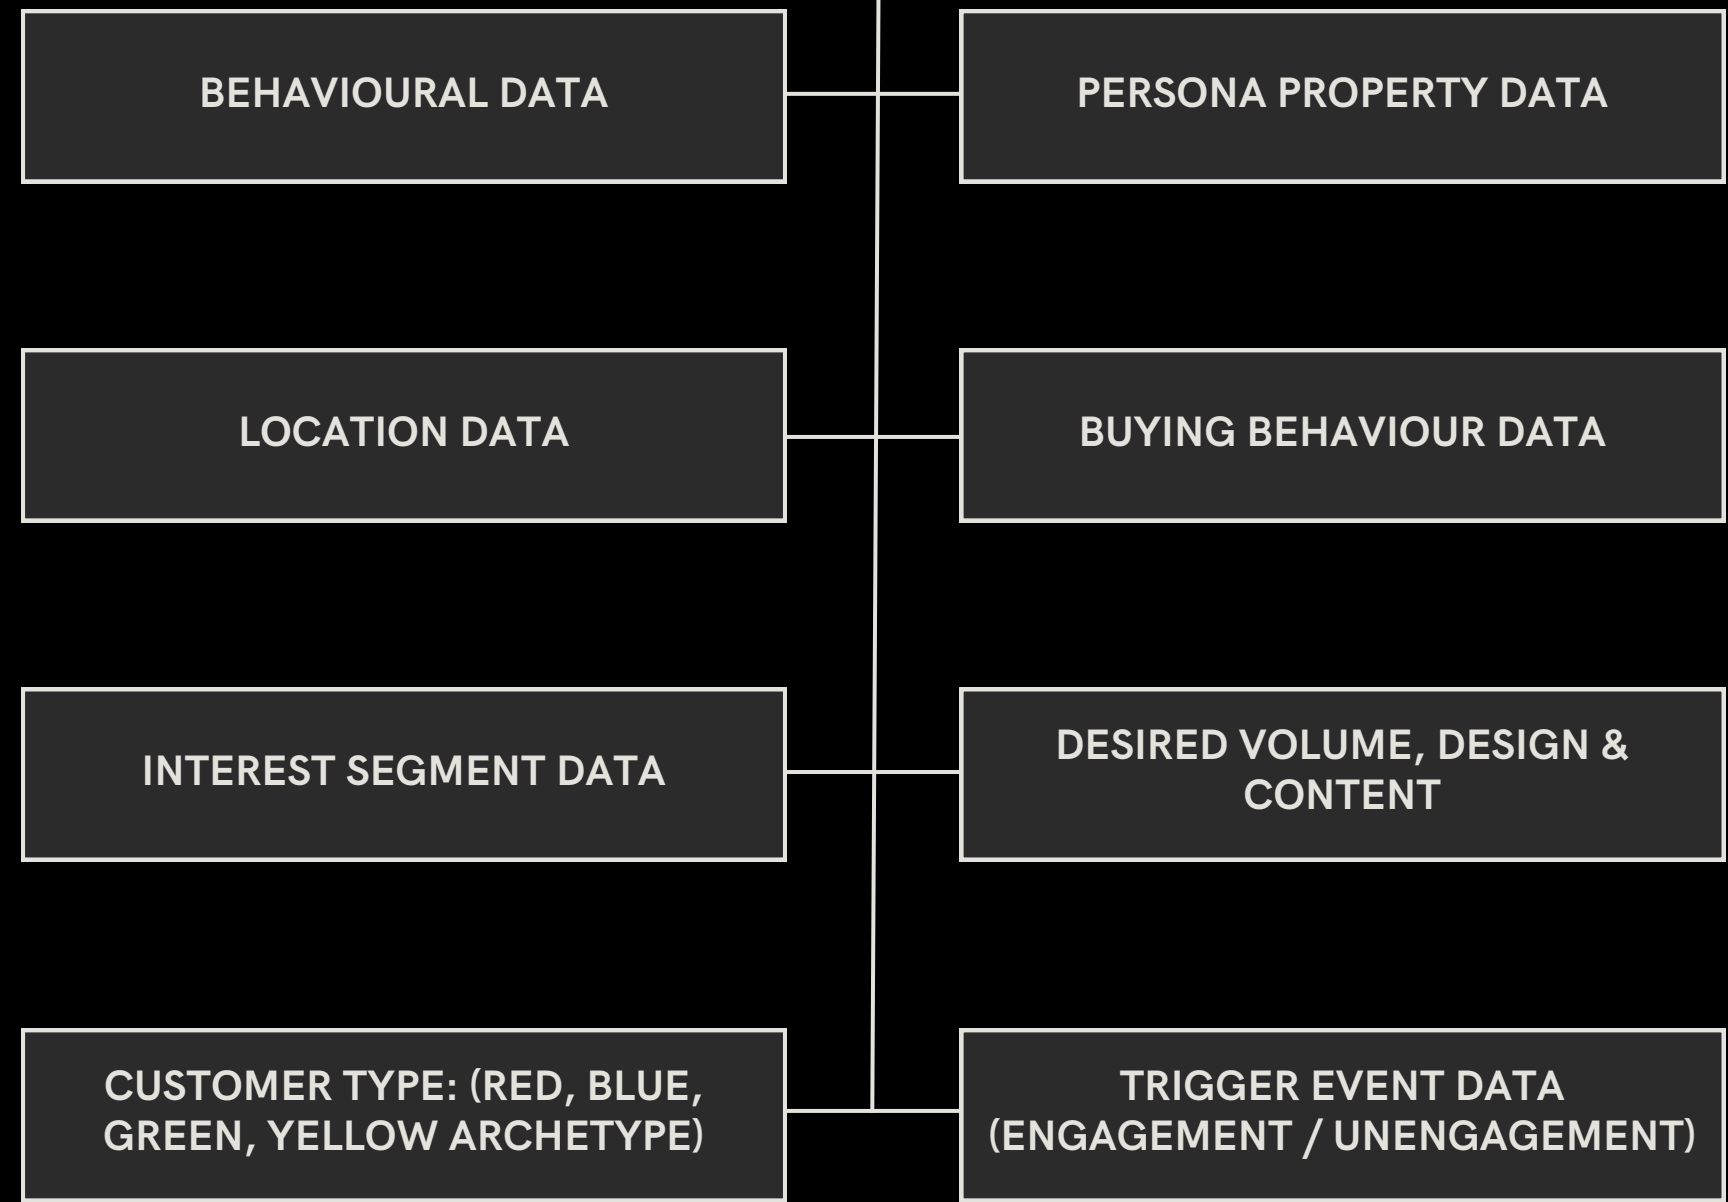 BEHAVIOURAL DATA
PERSONA PROPERTY DATA
LOCATION DATA
BUYING BEHAVIOUR DATA
INTEREST SEGMENT DATA
DESIRED VOLUME, DESIGN &
CONTENT
CUSTOMER TYPE: (RED, BLUE,
GREEN, YELLOW ARCHETYPE)
TRIGGER EVENT DATA
(ENGAGEMENT / UNENGAGEMENT)